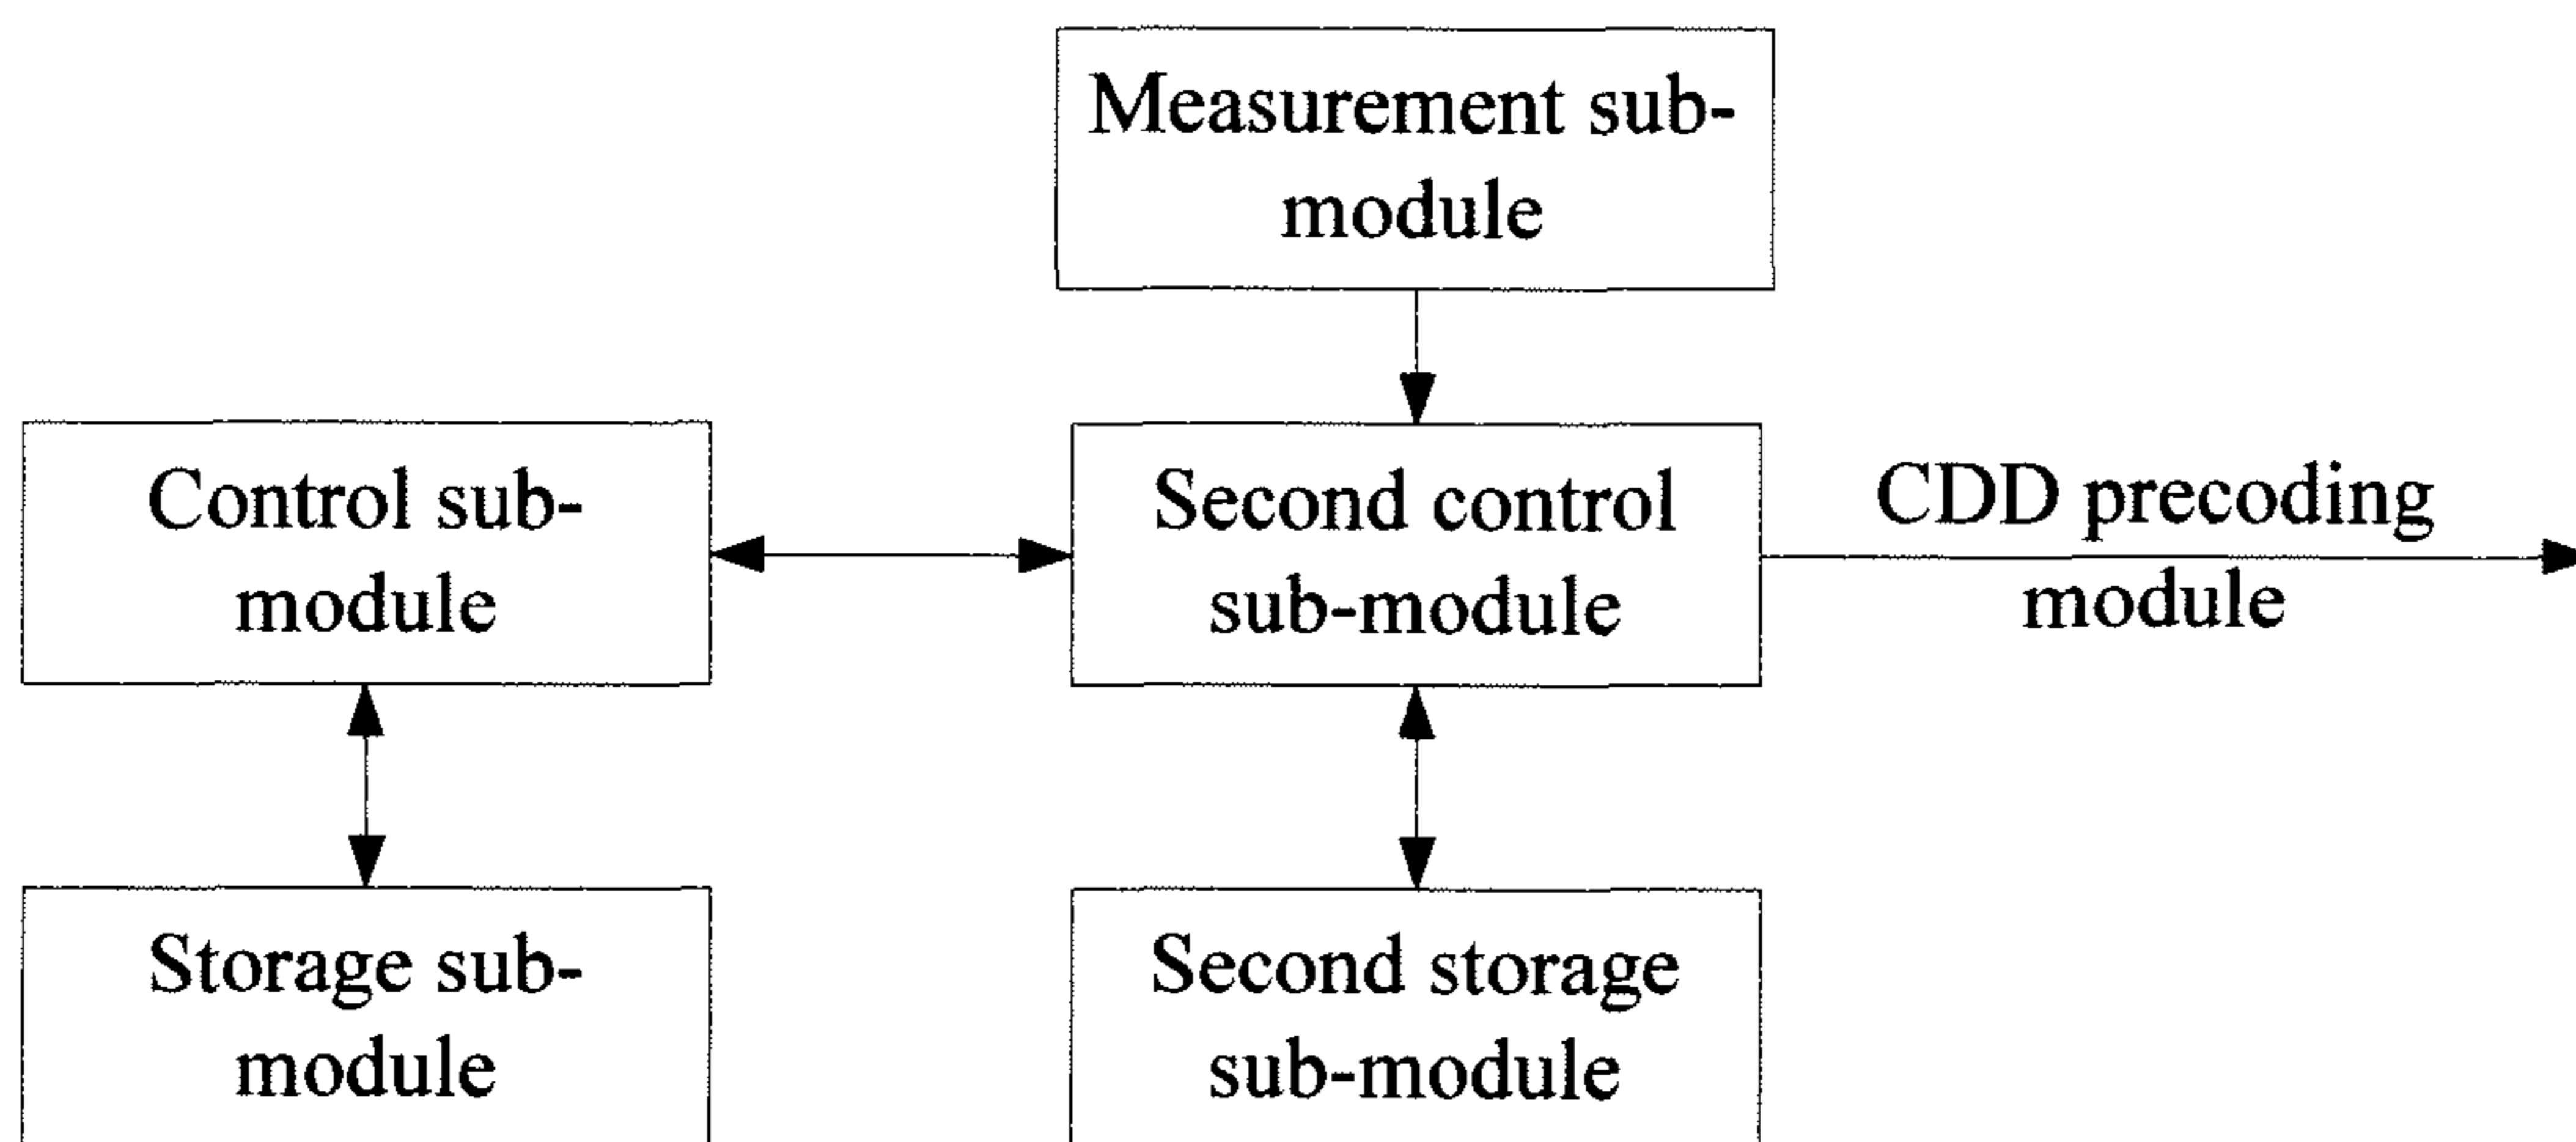 Measurement sub-
module
Control sub-
module
Second control
sub-module
CDD precoding
module
Storage sub-
module
Second storage
sub-module